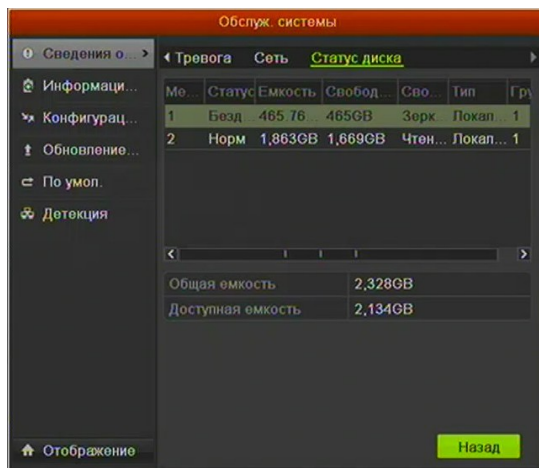 Обслуж. системы
Сведения о...
Информаци...
Конфигурац...
Обновление...
По умол.
Детекция
Отображение
Тревога Сеть Статус диска
Ме... Статус Емкость Свобод... Сво... Тип Гру
1 Безд 465.76... 465GB Зерк Локал... 1
2 Норм 1,863GB 1,669GB Чтен... Локал... 1
Общая емкость 2,328GB
Доступная емкость 2,134GB
Назад